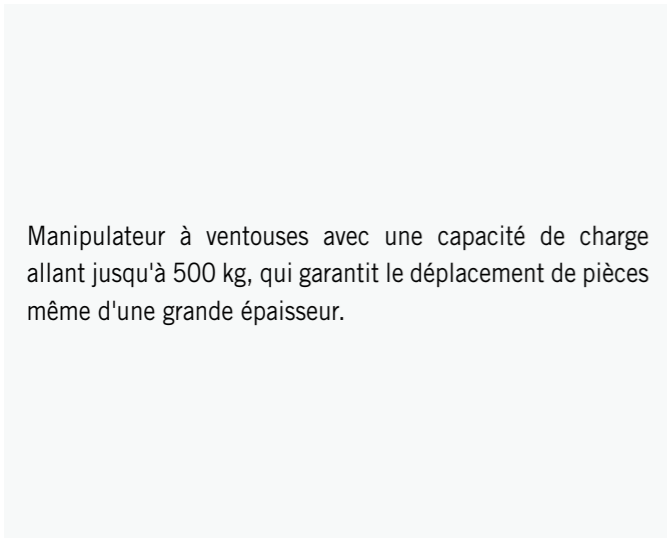 Manipulateur à ventouses avec une capacité de charge
allant jusqu'à 500 kg, qui garantit le déplacement de pièces
même d'une grande épaisseur.